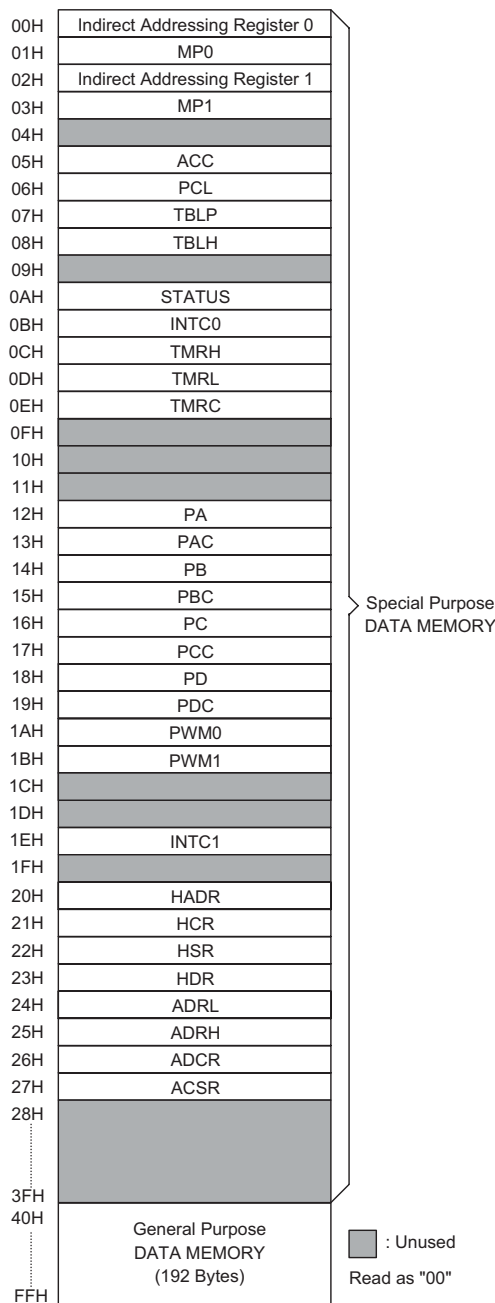 00H Indirect Addressing Register 0
01H MP0
02H Indirect Addressing Register 1
03H MP1
04H
05H ACC
06H PCL
07H TBLP
08H TBLH
09H
0AH STATUS
0BH INTC0
0CH TMRH
0DH TMRL
0EH TMRC
0FH
10H
11H
12H PA
13H PAC
14H PB
15H PBC
16H PC
17H PCC
18H PD
19H PDC
1AH PWM0
1BH PWM1
1CH
1DH
1EH INTC1
1FH
20H HADR
21H HCR
22H HSR
23H HDR
24H ADRL
25H ADRH
26H ADCR
27H ACSR
28H
3FH
40H
FFH
Special Purpose
DATA MEMORY
General Purpose
DATA MEMORY
(192 Bytes)
: Unused
Read as "00"